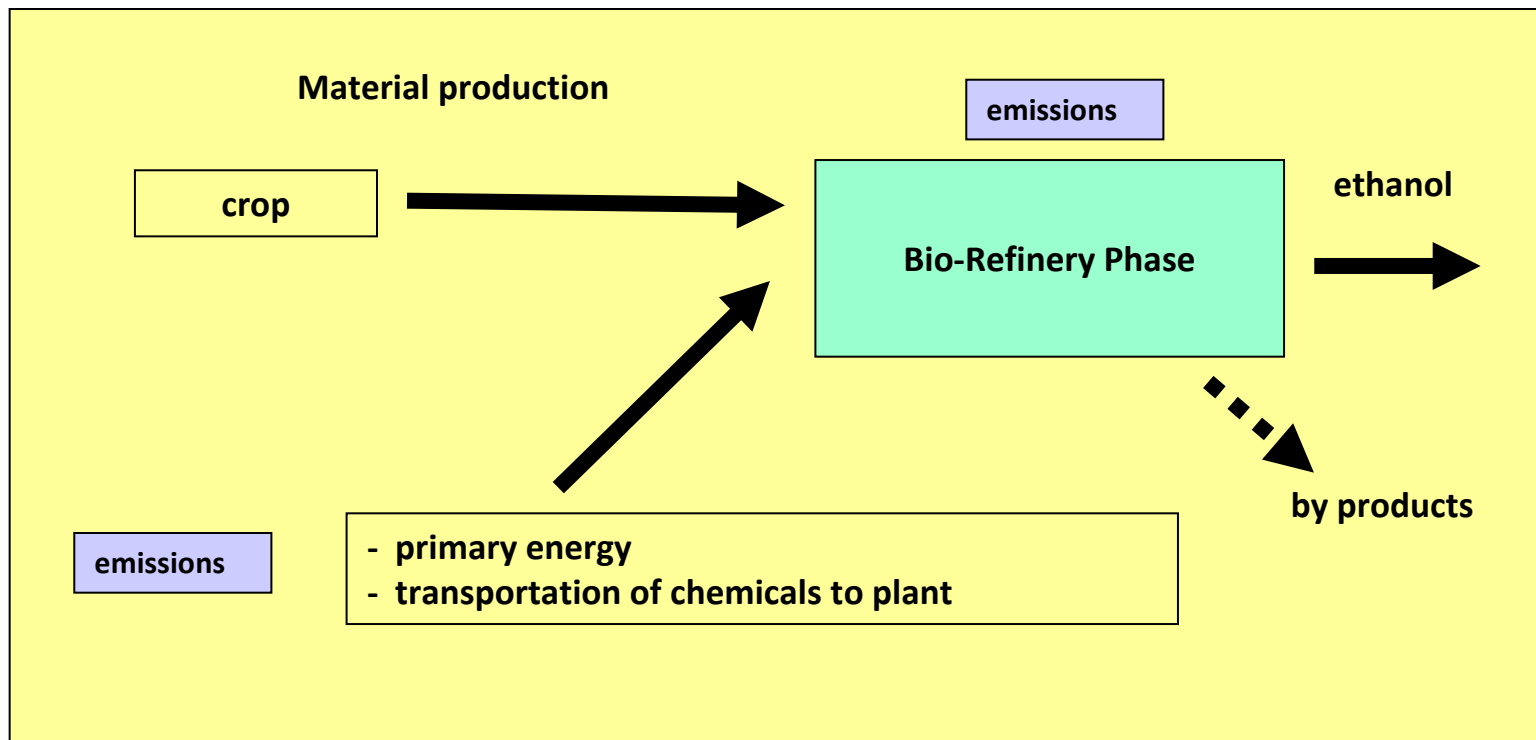 Material production
emissions
crop
ethanol
Bio-Refinery Phase
by products
emissions
- primary energy
- transportation of chemicals to plant